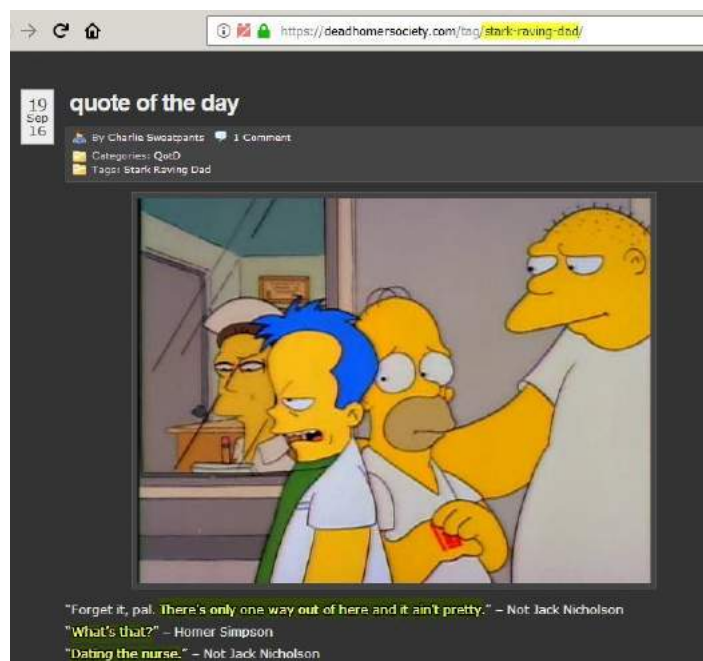 https://deadhomersociety.com/tag/stark-raving-dad/
19
Sep
16
quote of the day
By Charlie Sweatpants 1 Comment
Categories: QotD
Tags: Stark Raving Dad
"Forget it, pal. There's only one way out of here and it ain't pretty." – Not Jack Nicholson
"What's that?" – Homer Simpson
"Dating the nurse." – Not Jack Nicholson